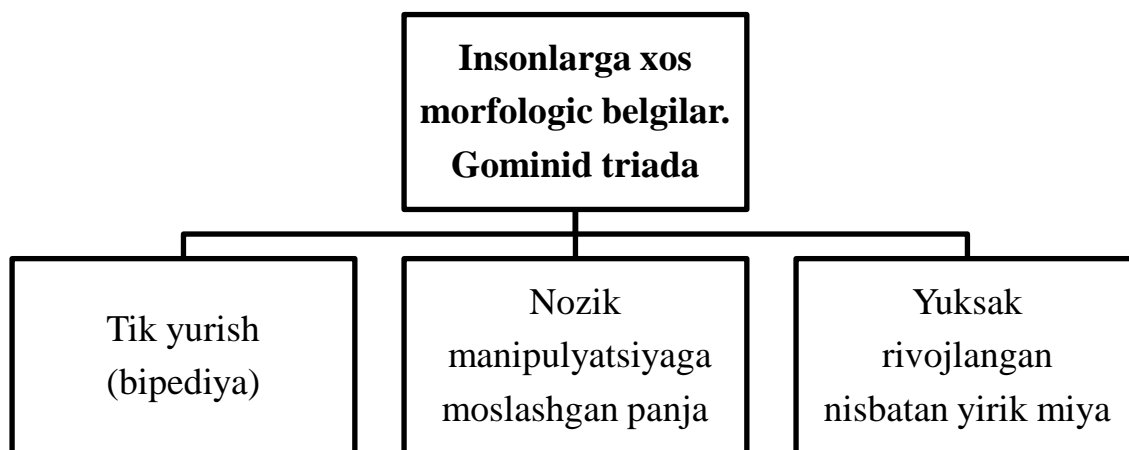 Insonlarga xos
morfologic belgilar.
Gominid triada
Tik yurish
(bipediya)
Nozik
manipulyatsiyaga
moslashgan panja
Yuksak
rivojlangan
nisbatan yirik miya